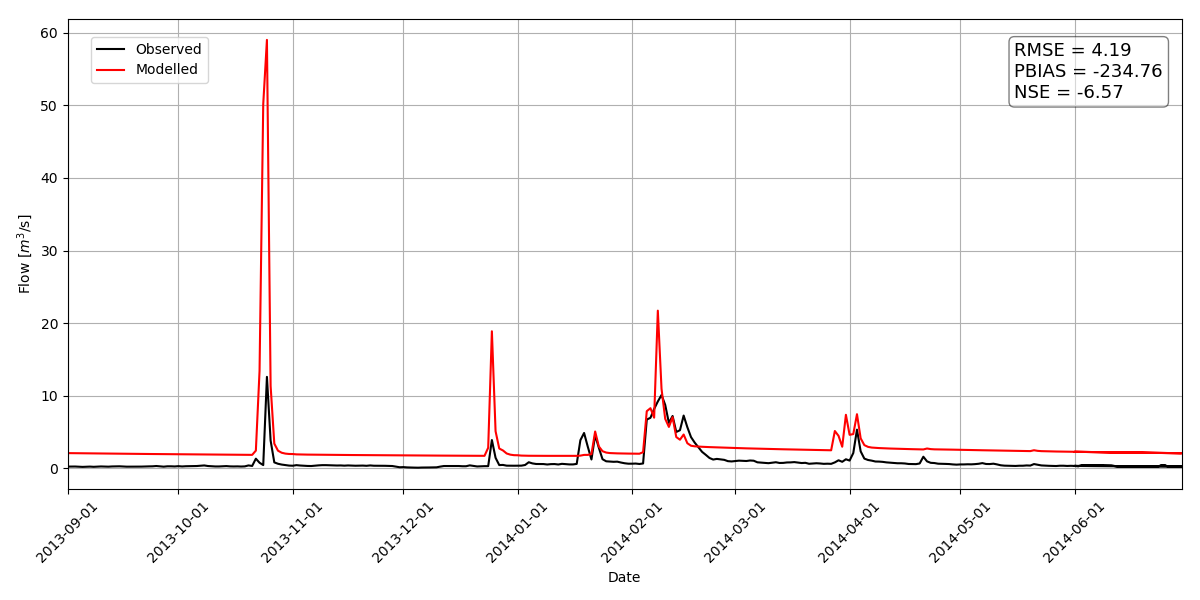 60
50
40
30
20
10
0
Flow [m³/s]
Observed
Modelled
RMSE = 4.19
PBIAS = -234.76
NSE = -6.57
2013-09-01
2013-10-01
2013-11-01
2013-12-01
2014-01-01
2014-02-01
2014-03-01
2014-04-01
2014-05-01
2014-06-01
Date